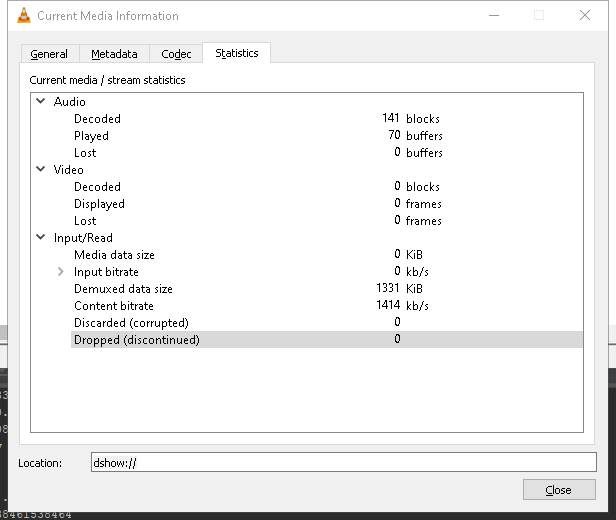 Current Media Information
General Metadata Codec Statistics
Current media / stream statistics
Audio
Decoded 141 blocks
Played 70 buffers
Lost 0 buffers
Video
Decoded 0 blocks
Displayed 0 frames
Lost 0 frames
Input/Read
Media data size 0 KiB
Input bitrate 0 kb/s
Demuxed data size 1331 KiB
Content bitrate 1414 kb/s
Discarded (corrupted) 0
Dropped (discontinued) 0
Location: dshow://
Close
38461538464